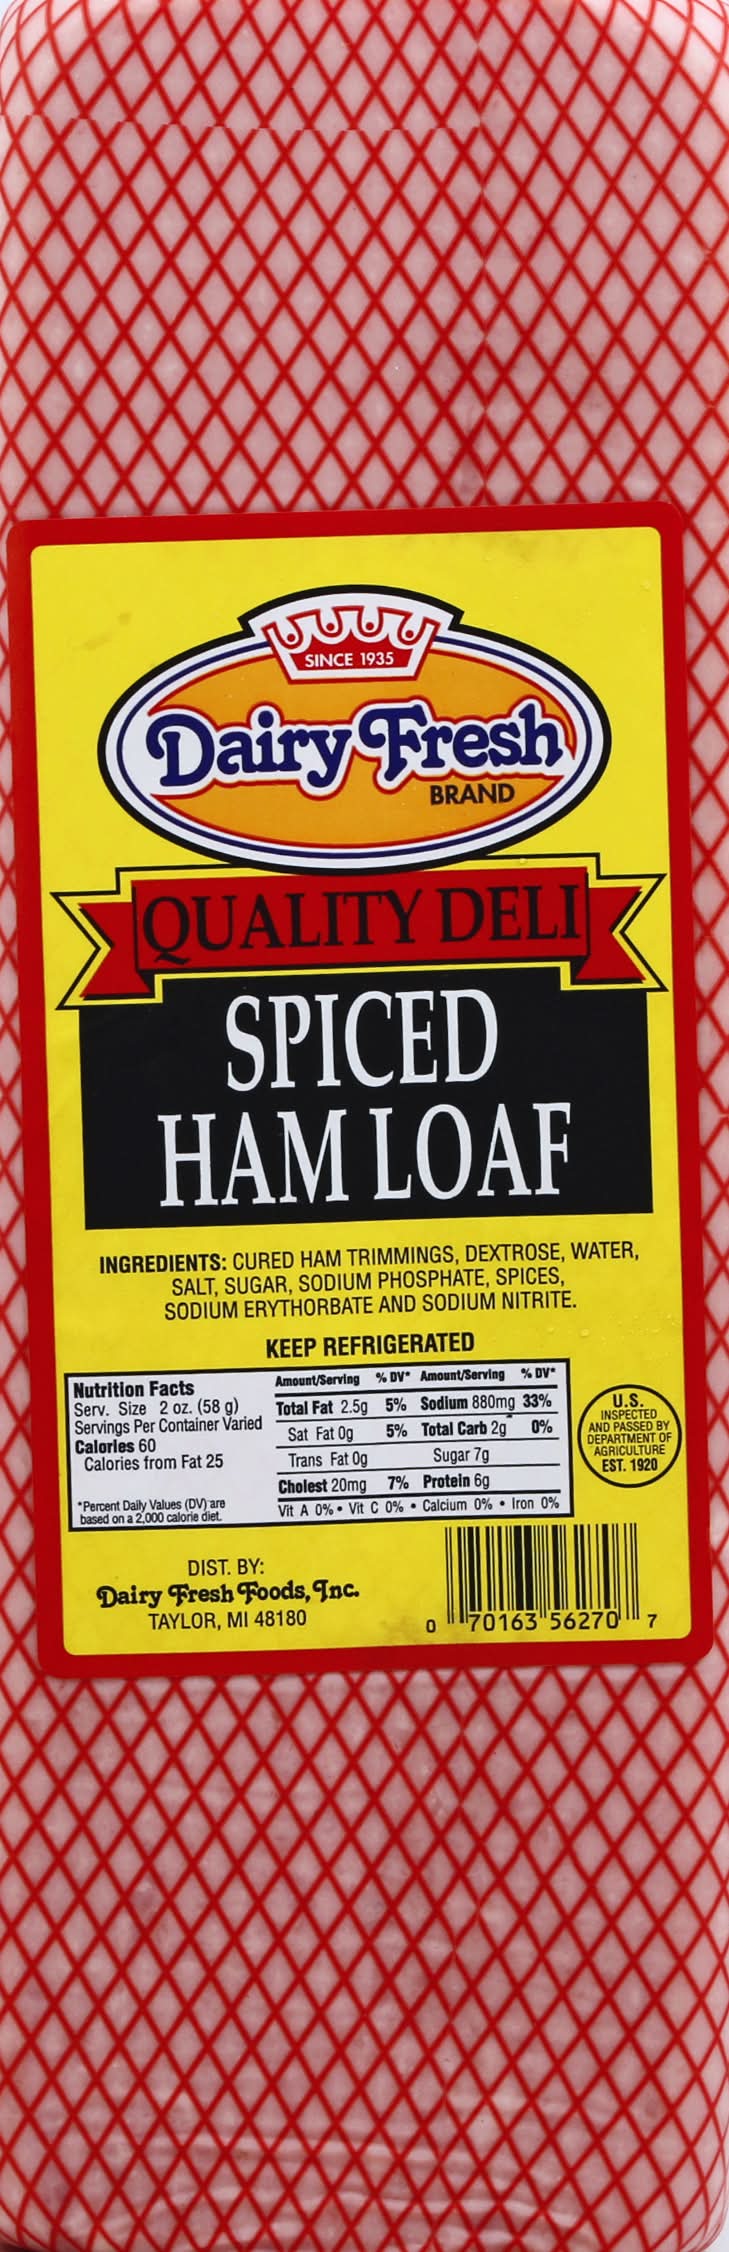 SINCE 1935
Dairy Fresh
BRAND
QUALITY DELI
SPICED
HAM LOAF
INGREDIENTS: CURED HAM TRIMMINGS, DEXTROSE, WATER,
SALT, SUGAR, SODIUM PHOSPHATE, SPICES,
SODIUM ERYTHORBATE AND SODIUM NITRITE.
KEEP REFRIGERATED
Nutrition Facts
Serv. Size 2 oz. (58 g)
Servings Per Container Varied
Calories 60
Calories from Fat 25
*Percent Daily Values (DV) are
based on a 2,000 calorie diet.
Amount/Serving % DV* Amount/Serving % DV*
Total Fat 2.5g 5% Sodium 880mg 33%
Sat Fat 0g 5% Total Carb 2g 0%
Trans Fat 0g Sugar 7g
Cholest 20mg 7% Protein 6g
Vit A 0% • Vit C 0% • Calcium 0% • Iron 0%
U.S.
INSPECTED
AND PASSED BY
DEPARTMENT OF
AGRICULTURE
EST. 1920
DIST. BY:
Dairy Fresh Foods, Inc.
TAYLOR, MI 48180
0 70163 56270 7